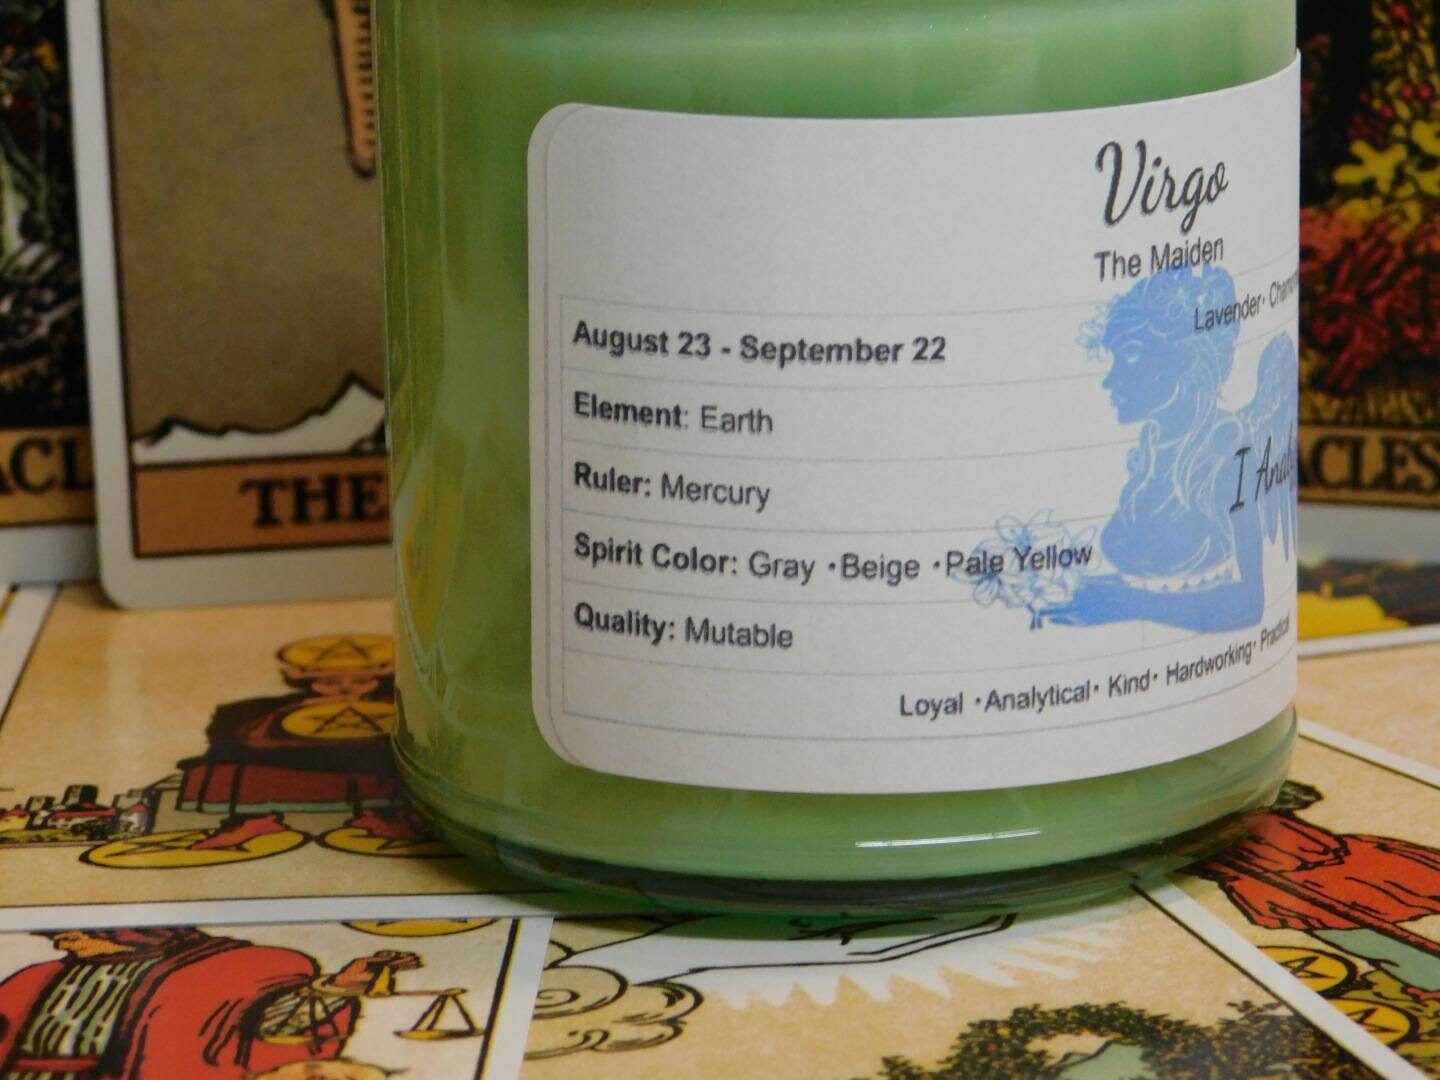 Virgo
The Maiden
Lavender·
August 23 - September 22
Element: Earth
Ruler: Mercury
I
Spirit Color: Gray ·Beige ·Pale Yellow
Quality: Mutable
Loyal ·Analytical· Kind· Hardworking· Practical
THE